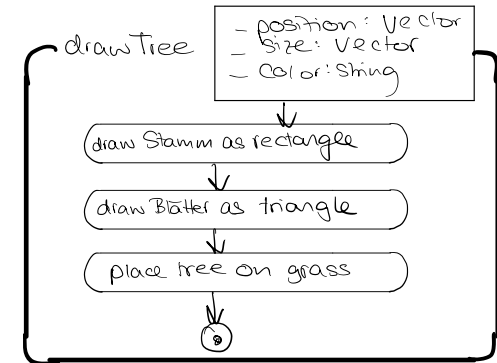 drawTree
- position: Vector
- size: Vector
- Color: String
draw Stamm as rectangle
draw Blätter as triangle
place tree on grass